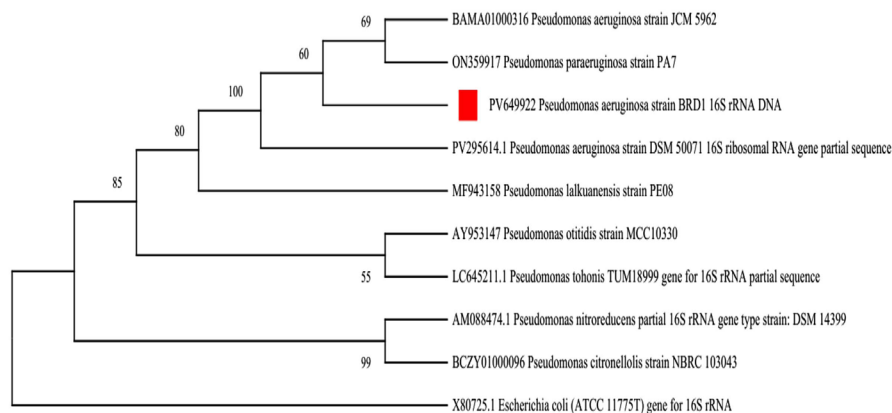 69
BAMA01000316 Pseudomonas aeruginosa strain JCM 5962
60
ON359917 Pseudomonas paraeruginosa strain PA7
100
PV649922 Pseudomonas aeruginosa strain BRD1 16S rRNA DNA
80
PV295614.1 Pseudomonas aeruginosa strain DSM 50071 16S ribosomal RNA gene partial sequence
85
MF943158 Pseudomonas lalkuanensis strain PE08
AY953147 Pseudomonas otitidis strain MCC10330
55
LC645211.1 Pseudomonas tohonis TUM18999 gene for 16S rRNA partial sequence
AM088474.1 Pseudomonas nitroreducens partial 16S rRNA gene type strain: DSM 14399
99
BCZY01000096 Pseudomonas citronellolis strain NBRC 103043
X80725.1 Escherichia coli (ATCC 11775T) gene for 16S rRNA